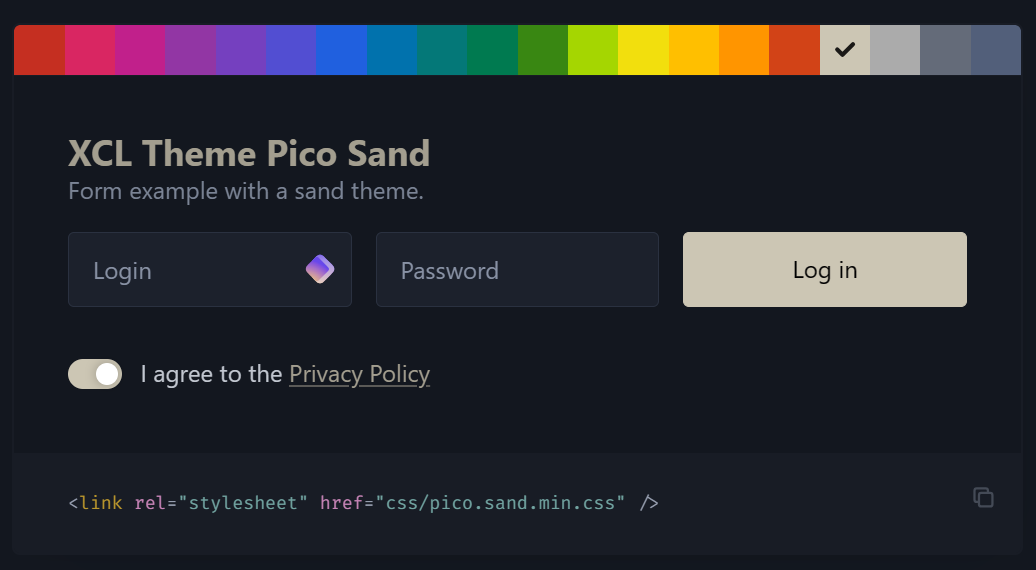 XCL Theme Pico Sand
Form example with a sand theme.
Login
Password
Log in
I agree to the Privacy Policy
<link rel="stylesheet" href="css/pico.sand.min.css" />